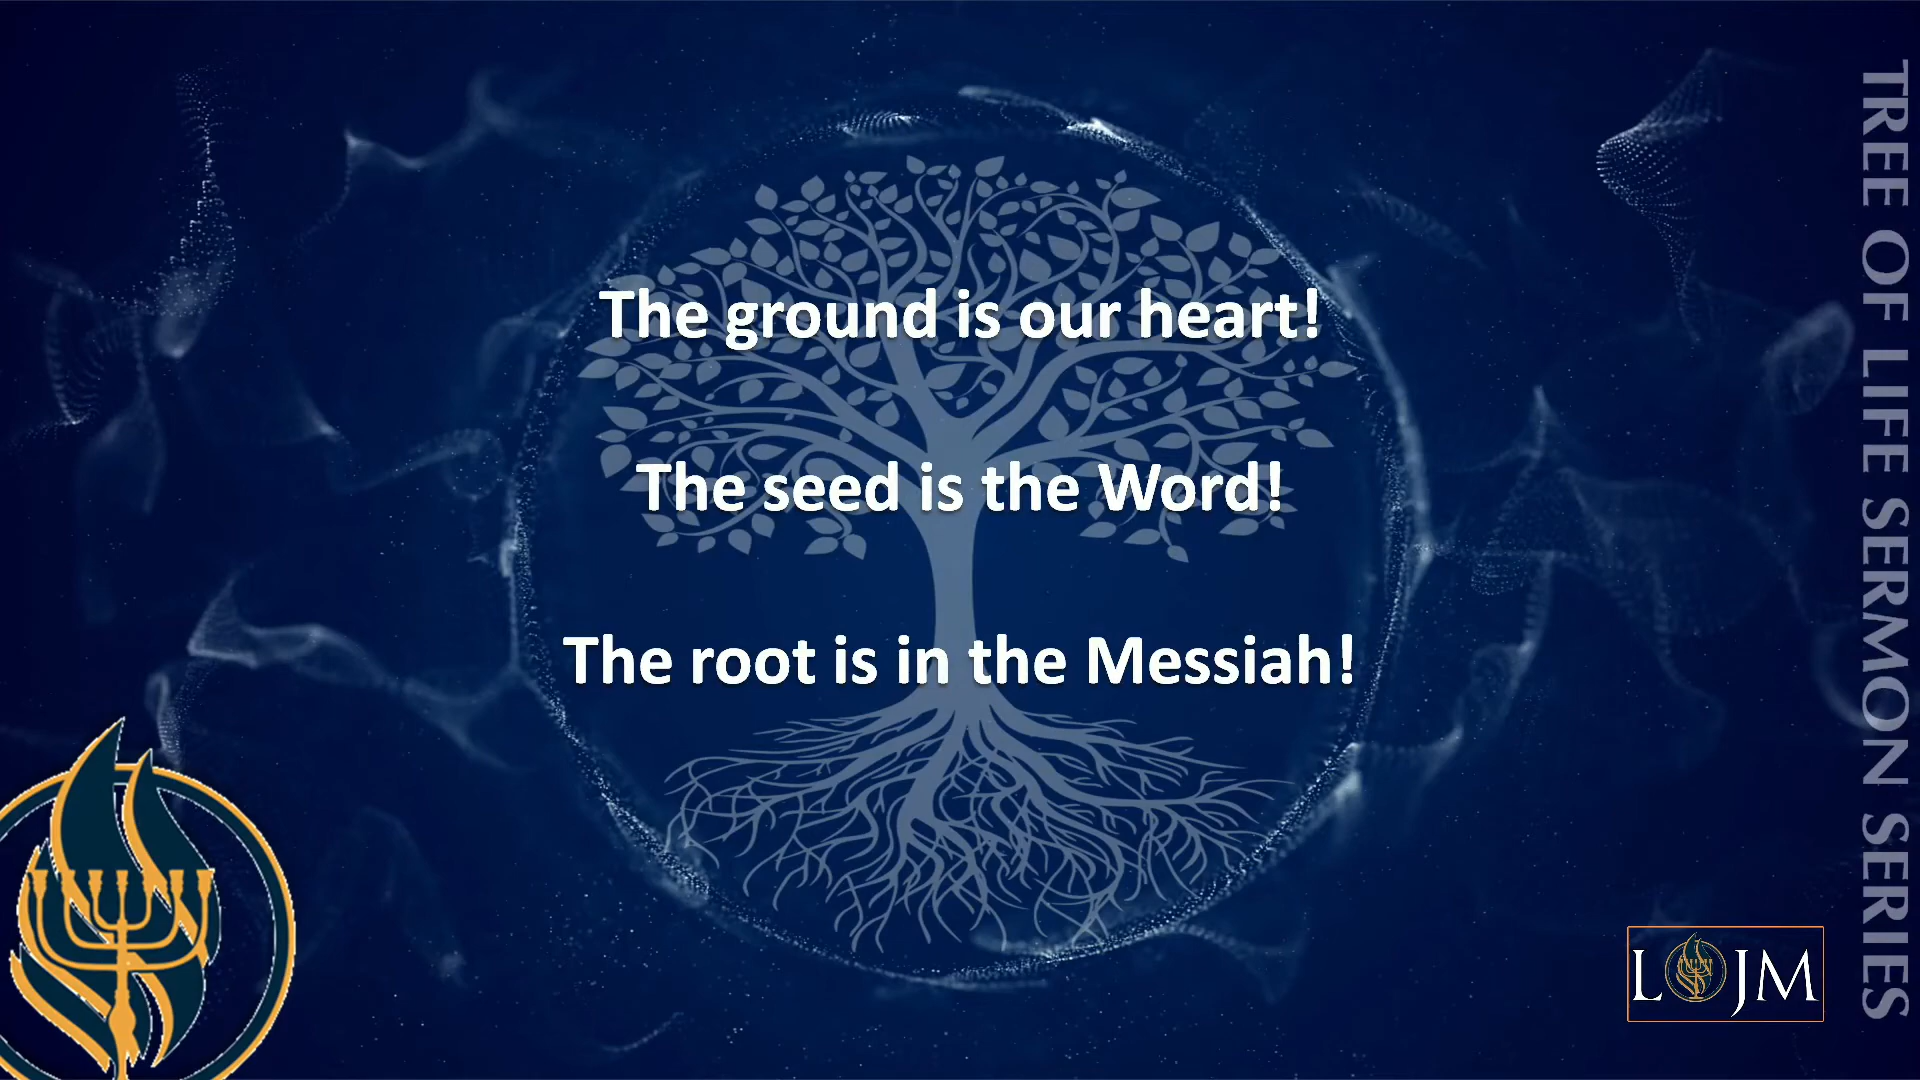 The ground is our heart!
The seed is the Word!
The root is in the Messiah!
TREE OF LIFE SERMON SERIES
LOJM